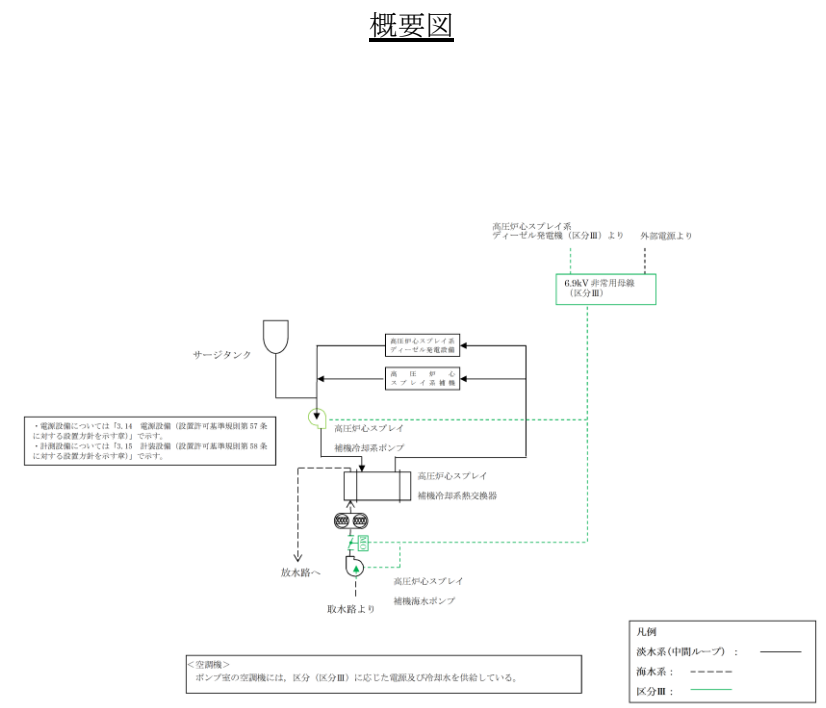 概要図
高圧炉心スプレイ系
ディーゼル発電機（区分Ⅲ）より
外部電源より
6.9kV 非常用母線
（区分Ⅲ）
サージタンク
高圧炉心スプレイ系
ディーゼル発電設備
高圧炉心
スプレイ系補機
・電源設備については「3.14 電源設備（設置許可基準規則第57条
に対する設置方針を示す章）」で示す。
・計測設備については「3.15 計装設備（設置許可基準規則第58条
に対する設置方針を示す章）」で示す。
高圧炉心スプレイ
補機冷却系ポンプ
高圧炉心スプレイ
補機冷却系熱交換器
MO
放水路へ
高圧炉心スプレイ
補機海水ポンプ
取水路より
＜空調機＞
ポンプ室の空調機には，区分（区分Ⅲ）に応じた電源及び冷却水を供給している。
凡例
淡水系(中間ループ)：
海水系：
区分Ⅲ：